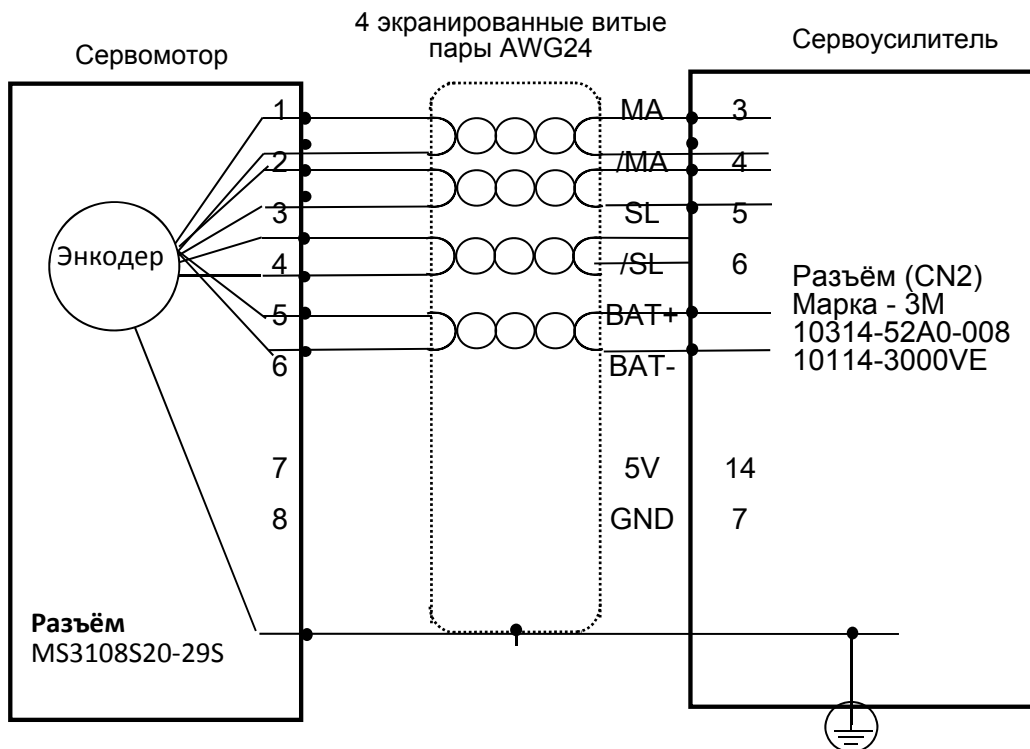 4 экранированные витые
пары AWG24
Сервомотор
Сервоусилитель
1
MA
3
2
/MA
4
3
SL
5
Энкодер
4
/SL
6
Разъём (CN2)
Марка - 3M
10314-52A0-008
10114-3000VE
5
BAT+
6
BAT-
7
5V
14
8
GND
7
Разъём
MS3108S20-29S